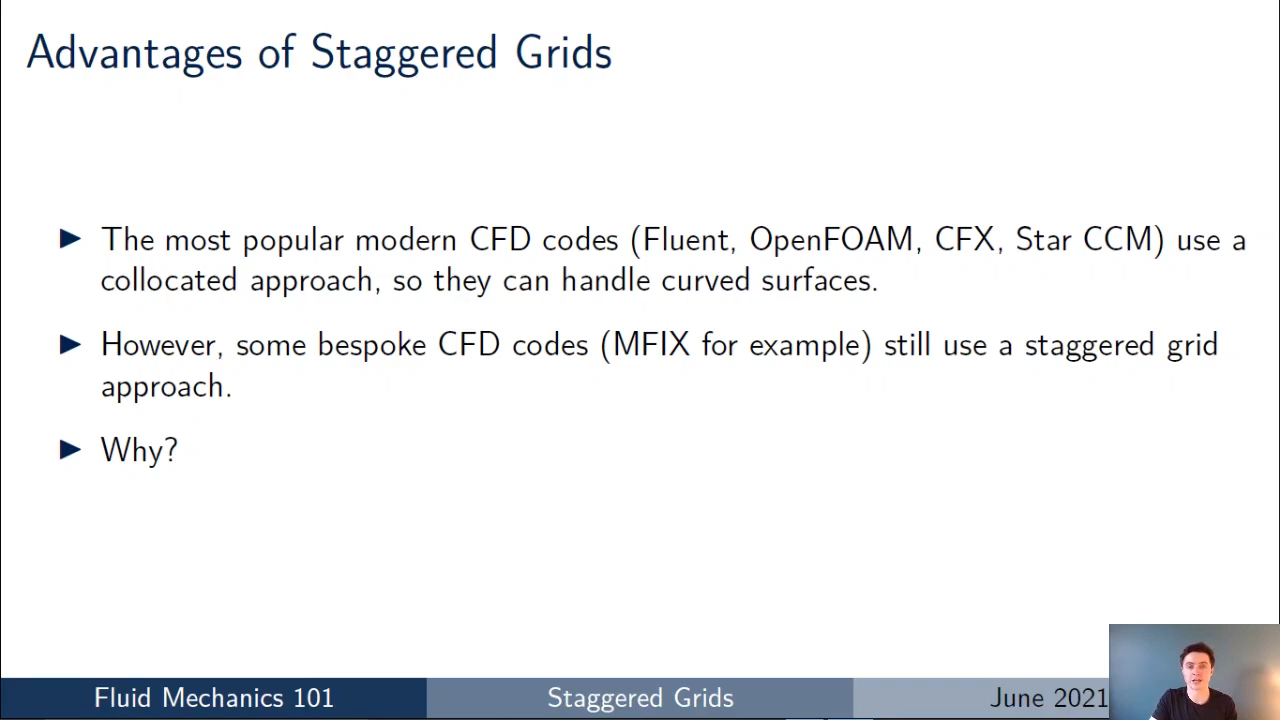 Advantages of Staggered Grids
▶ The most popular modern CFD codes (Fluent, OpenFOAM, CFX, Star CCM) use a
collocated approach, so they can handle curved surfaces.
▶ However, some bespoke CFD codes (MFIX for example) still use a staggered grid
approach.
▶ Why?
Fluid Mechanics 101
Staggered Grids
June 2021